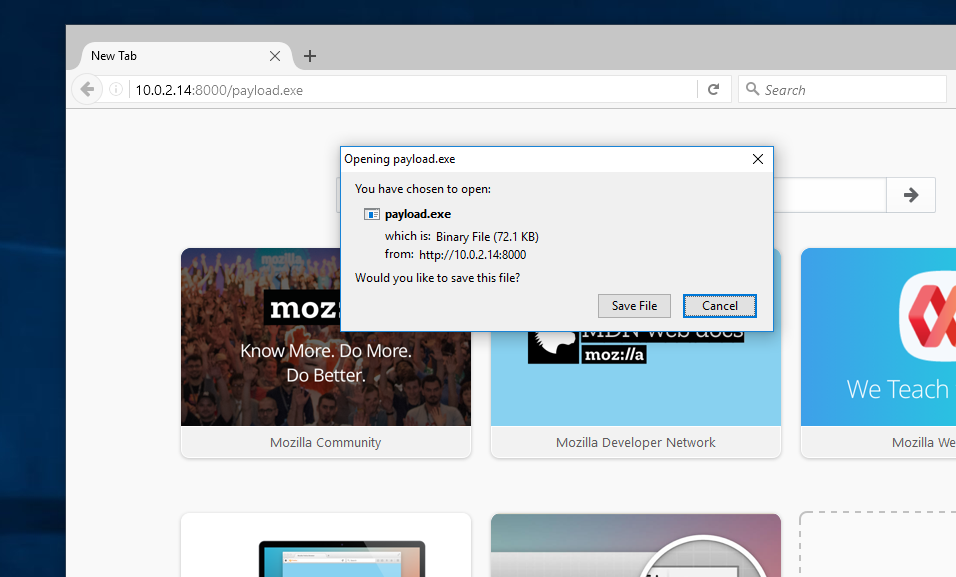 New Tab
10.0.2.14:8000/payload.exe
Search
Opening payload.exe
You have chosen to open:
payload.exe
which is: Binary File (72.1 KB)
from: http://10.0.2.14:8000
Would you like to save this file?
Save File
Cancel
mozilla
moz:
Know More. Do More.
Do Better.
MDN web docs
moz://a
We Teach
Mozilla Community
Mozilla Developer Network
Mozilla We